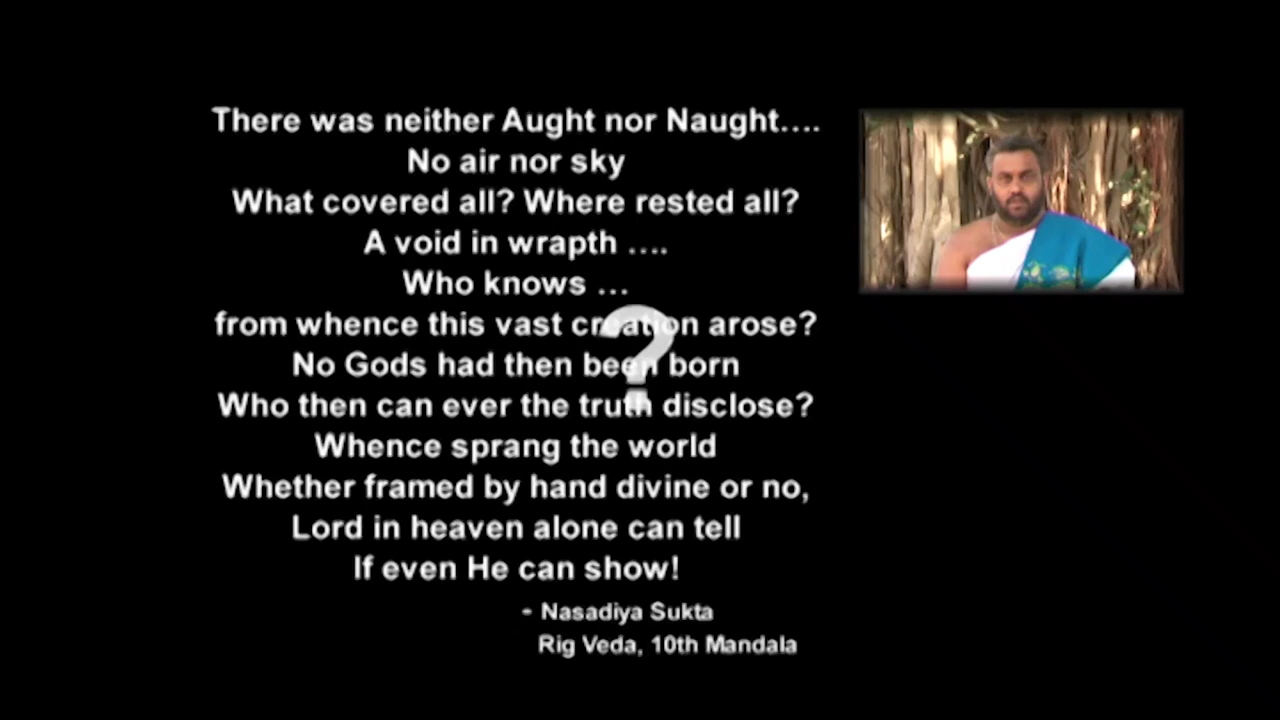 There was neither Aught nor Naught....
No air nor sky
What covered all? Where rested all?
A void in wrapth ....
Who knows ...
from whence this vast creation arose?
No Gods had then been born
Who then can ever the truth disclose?
Whence sprang the world
Whether framed by hand divine or no,
Lord in heaven alone can tell
If even He can show!
- Nasadiya Sukta
Rig Veda, 10th Mandala
?